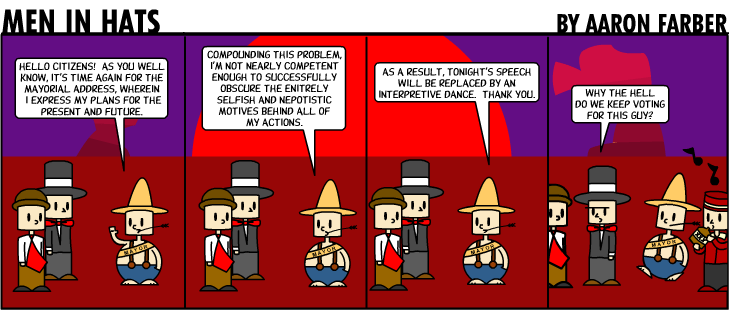 MEN IN HATS
BY AARON FARBER
HELLO CITIZENS! AS YOU WELL
KNOW, IT'S TIME AGAIN FOR THE
MAYORIAL ADDRESS, WHEREIN
I EXPRESS MY PLANS FOR THE
PRESENT AND FUTURE.
MAYOR
COMPOUNDING THIS PROBLEM,
I'M NOT NEARLY COMPETENT
ENOUGH TO SUCCESSFULLY
OBSCURE THE ENITRELY
SELFISH AND NEPOTISTIC
MOTIVES BEHIND ALL OF
MY ACTIONS.
MAYOR
AS A RESULT, TONIGHT'S SPEECH
WILL BE REPLACED BY AN
INTERPRETIVE DANCE. THANK YOU.
MAYOR
WHY THE HELL
DO WE KEEP VOTING
FOR THIS GUY?
MAYOR